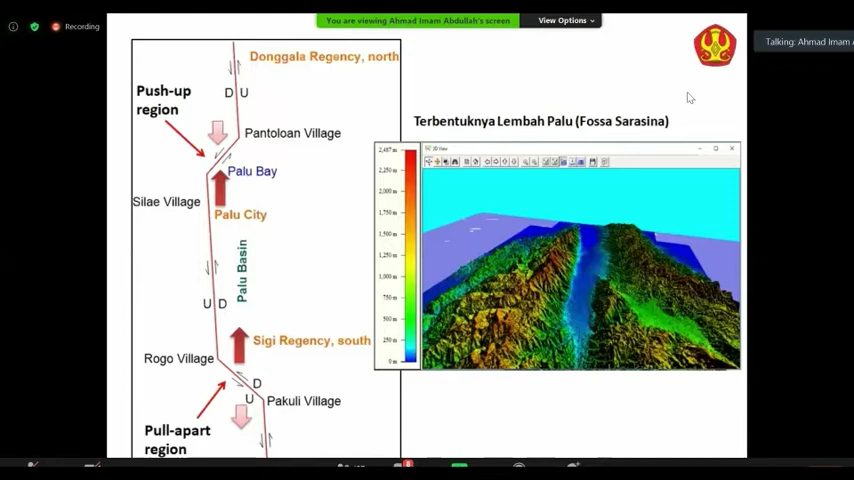 Recording
You are viewing Ahmad Imam Abdullah's screen
View Options
Talking: Ahmad Imam
Donggala Regency, north
D U
Push-up
region
Pantoloan Village
Palu Bay
Silae Village
Palu City
Palu Basin
U D
Sigi Regency, south
Rogo Village
D
U
Pakuli Village
Pull-apart
region
Terbentuknya Lembah Palu (Fossa Sarasina)
3D View
2,250 m
2,000 m
1,750 m
1,500 m
1,250 m
1,000 m
750 m
500 m
250 m
0 m